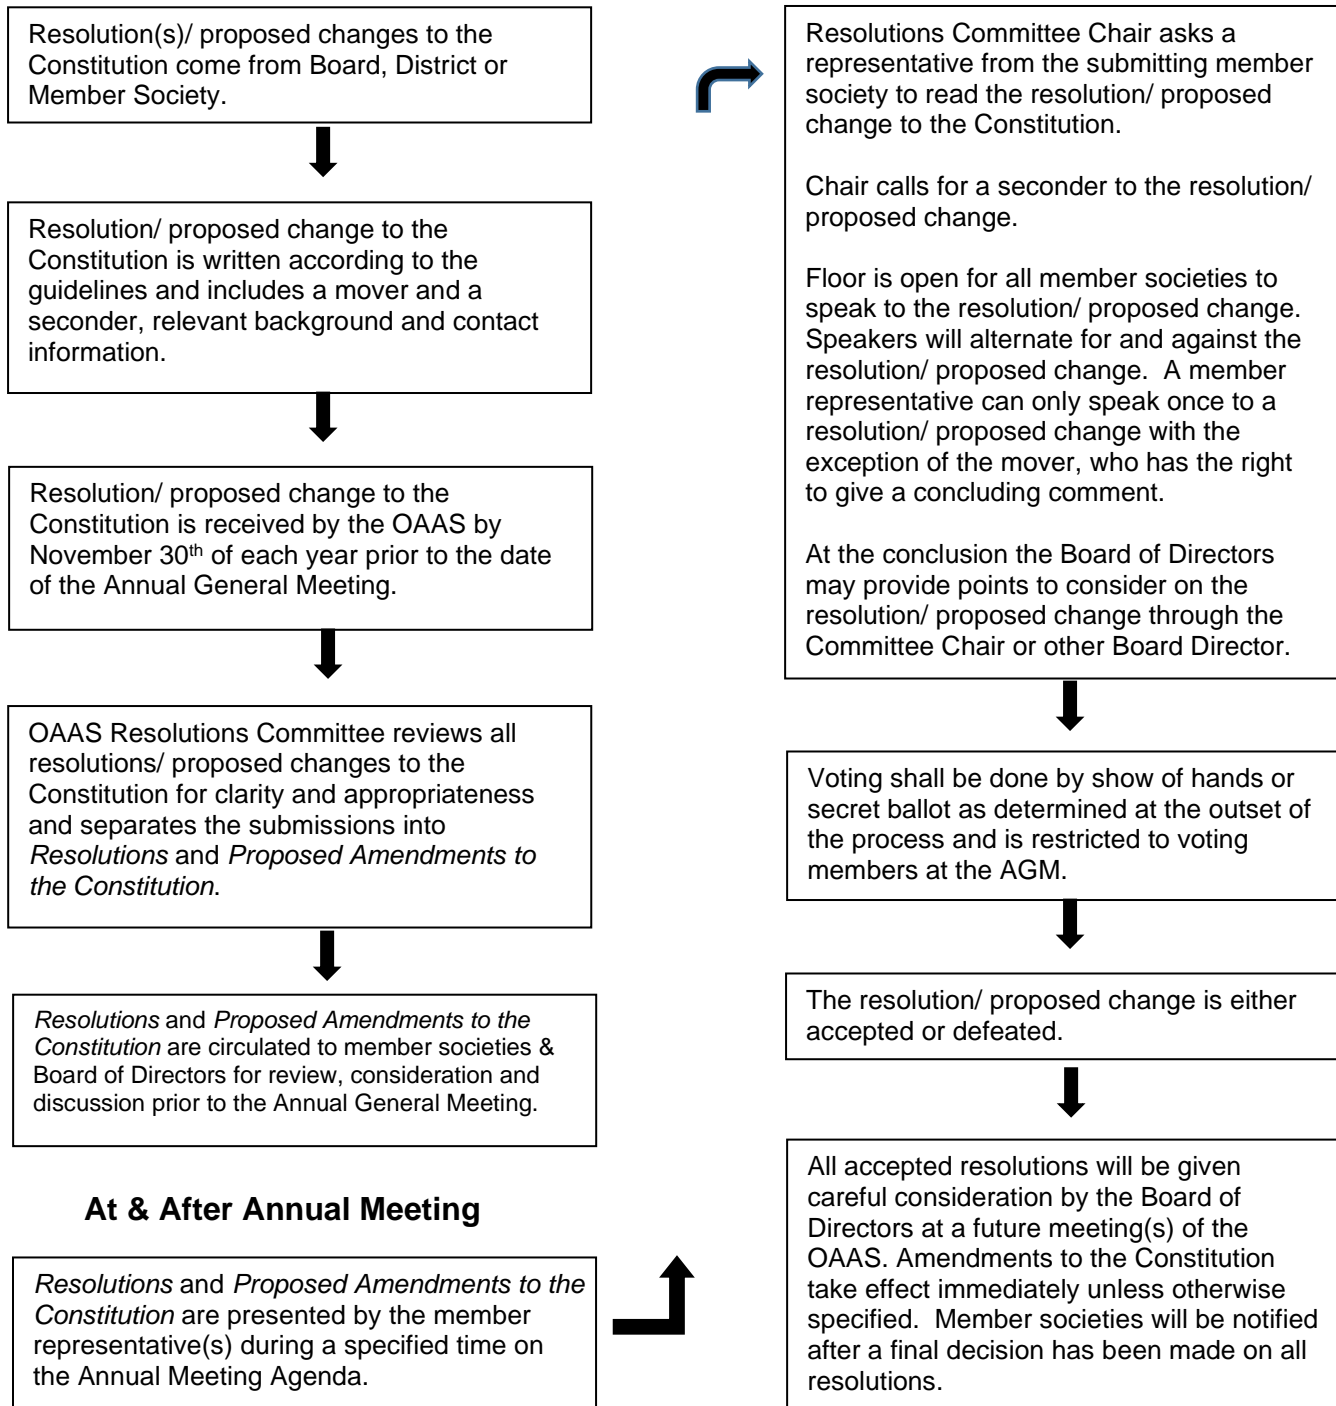 Resolution(s)/ proposed changes to the
Constitution come from Board, District or
Member Society.
Resolution/ proposed change to the
Constitution is written according to the
guidelines and includes a mover and a
seconder, relevant background and contact
information.
Resolution/ proposed change to the
Constitution is received by the OAAS by
November 30th of each year prior to the date
of the Annual General Meeting.
OAAS Resolutions Committee reviews all
resolutions/ proposed changes to the
Constitution for clarity and appropriateness
and separates the submissions into
Resolutions and Proposed Amendments to
the Constitution.
Resolutions and Proposed Amendments to the
Constitution are circulated to member societies &
Board of Directors for review, consideration and
discussion prior to the Annual General Meeting.
At & After Annual Meeting
Resolutions and Proposed Amendments to the
Constitution are presented by the member
representative(s) during a specified time on
the Annual Meeting Agenda.
Resolutions Committee Chair asks a
representative from the submitting member
society to read the resolution/ proposed
change to the Constitution.
Chair calls for a seconder to the resolution/
proposed change.
Floor is open for all member societies to
speak to the resolution/ proposed change.
Speakers will alternate for and against the
resolution/ proposed change.  A member
representative can only speak once to a
resolution/ proposed change with the
exception of the mover, who has the right
to give a concluding comment.
At the conclusion the Board of Directors
may provide points to consider on the
resolution/ proposed change through the
Committee Chair or other Board Director.
Voting shall be done by show of hands or
secret ballot as determined at the outset of
the process and is restricted to voting
members at the AGM.
The resolution/ proposed change is either
accepted or defeated.
All accepted resolutions will be given
careful consideration by the Board of
Directors at a future meeting(s) of the
OAAS. Amendments to the Constitution
take effect immediately unless otherwise
specified.  Member societies will be notified
after a final decision has been made on all
resolutions.